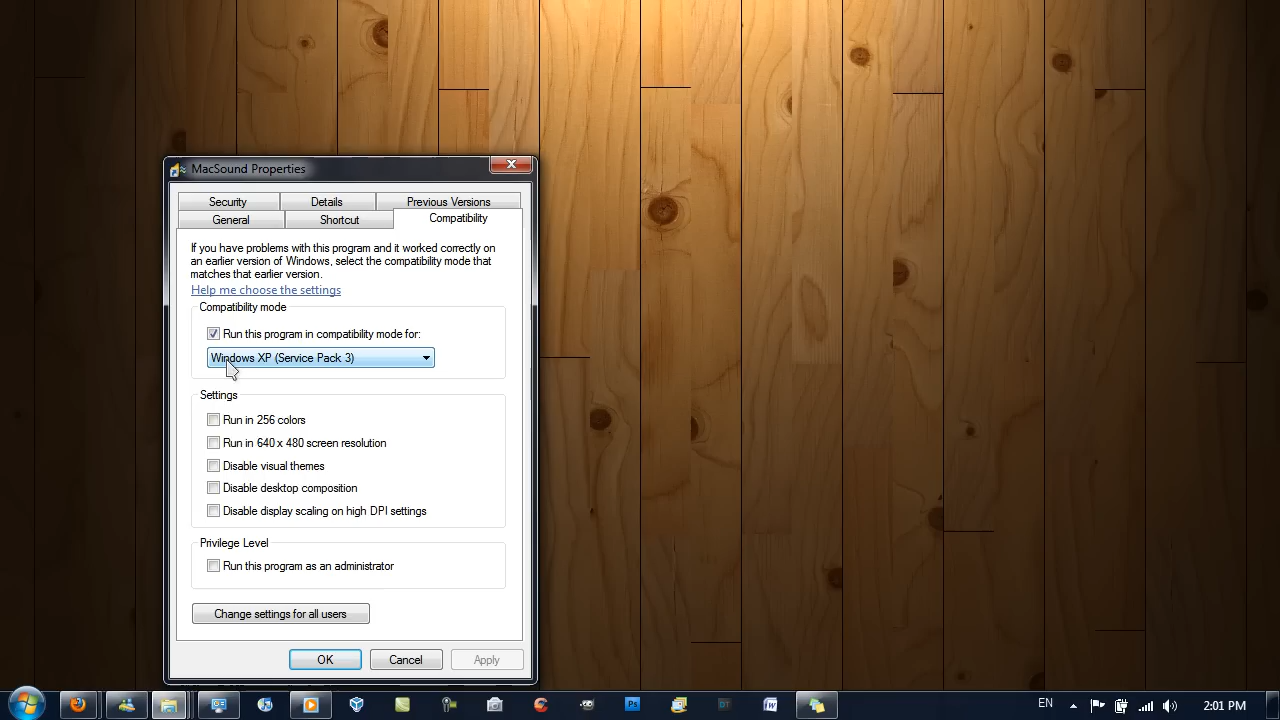 MacSound Properties
Security
Details
Previous Versions
General
Shortcut
Compatibility
If you have problems with this program and it worked correctly on
an earlier version of Windows, select the compatibility mode that
matches that earlier version.
Help me choose the settings
Compatibility mode
Run this program in compatibility mode for:
Windows XP (Service Pack 3)
Settings
Run in 256 colors
Run in 640 x 480 screen resolution
Disable visual themes
Disable desktop composition
Disable display scaling on high DPI settings
Privilege Level
Run this program as an administrator
Change settings for all users
OK
Cancel
Apply
Ps
DT
W
EN
2:01 PM